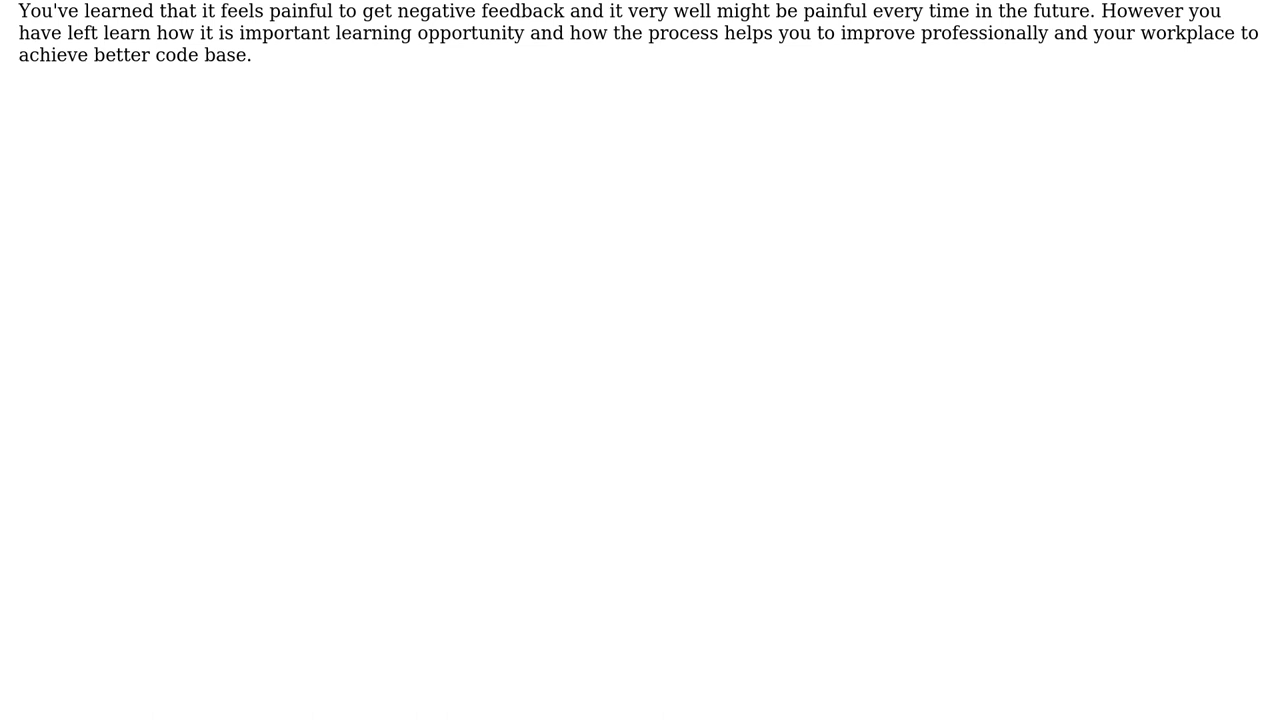 You've learned that it feels painful to get negative feedback and it very well might be painful every time in the future. However you
have left learn how it is important learning opportunity and how the process helps you to improve professionally and your workplace to
achieve better code base.